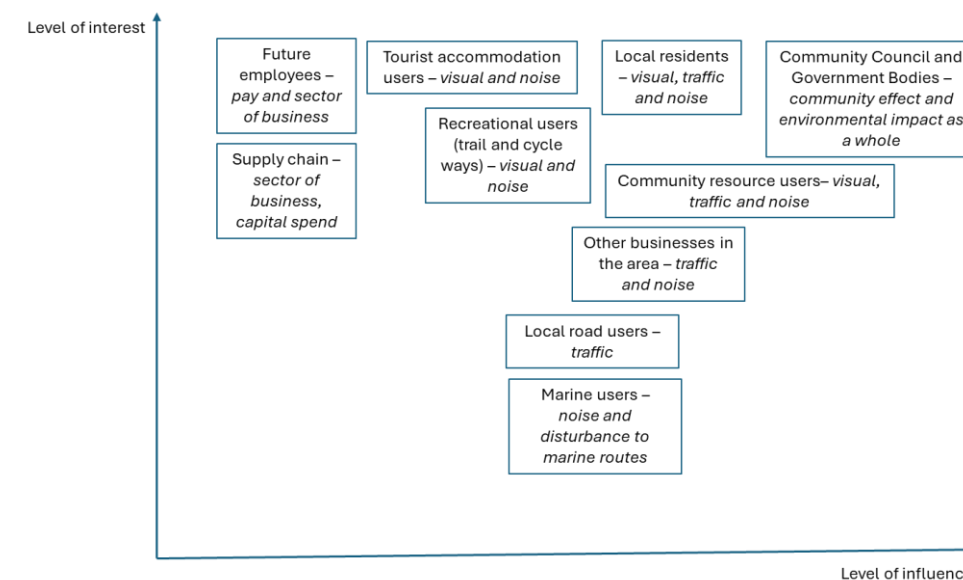 Level of interest
Future
employees –
pay and sector
of business
Tourist accommodation
users – visual and noise
Local residents
– visual, traffic
and noise
Community Council and
Government Bodies –
community effect and
environmental impact as
a whole
Recreational users
(trail and cycle
ways) – visual and
noise
Supply chain –
sector of
business,
capital spend
Community resource users– visual,
traffic and noise
Other businesses in
the area – traffic
and noise
Local road users –
traffic
Marine users –
noise and
disturbance to
marine routes
Level of influenc